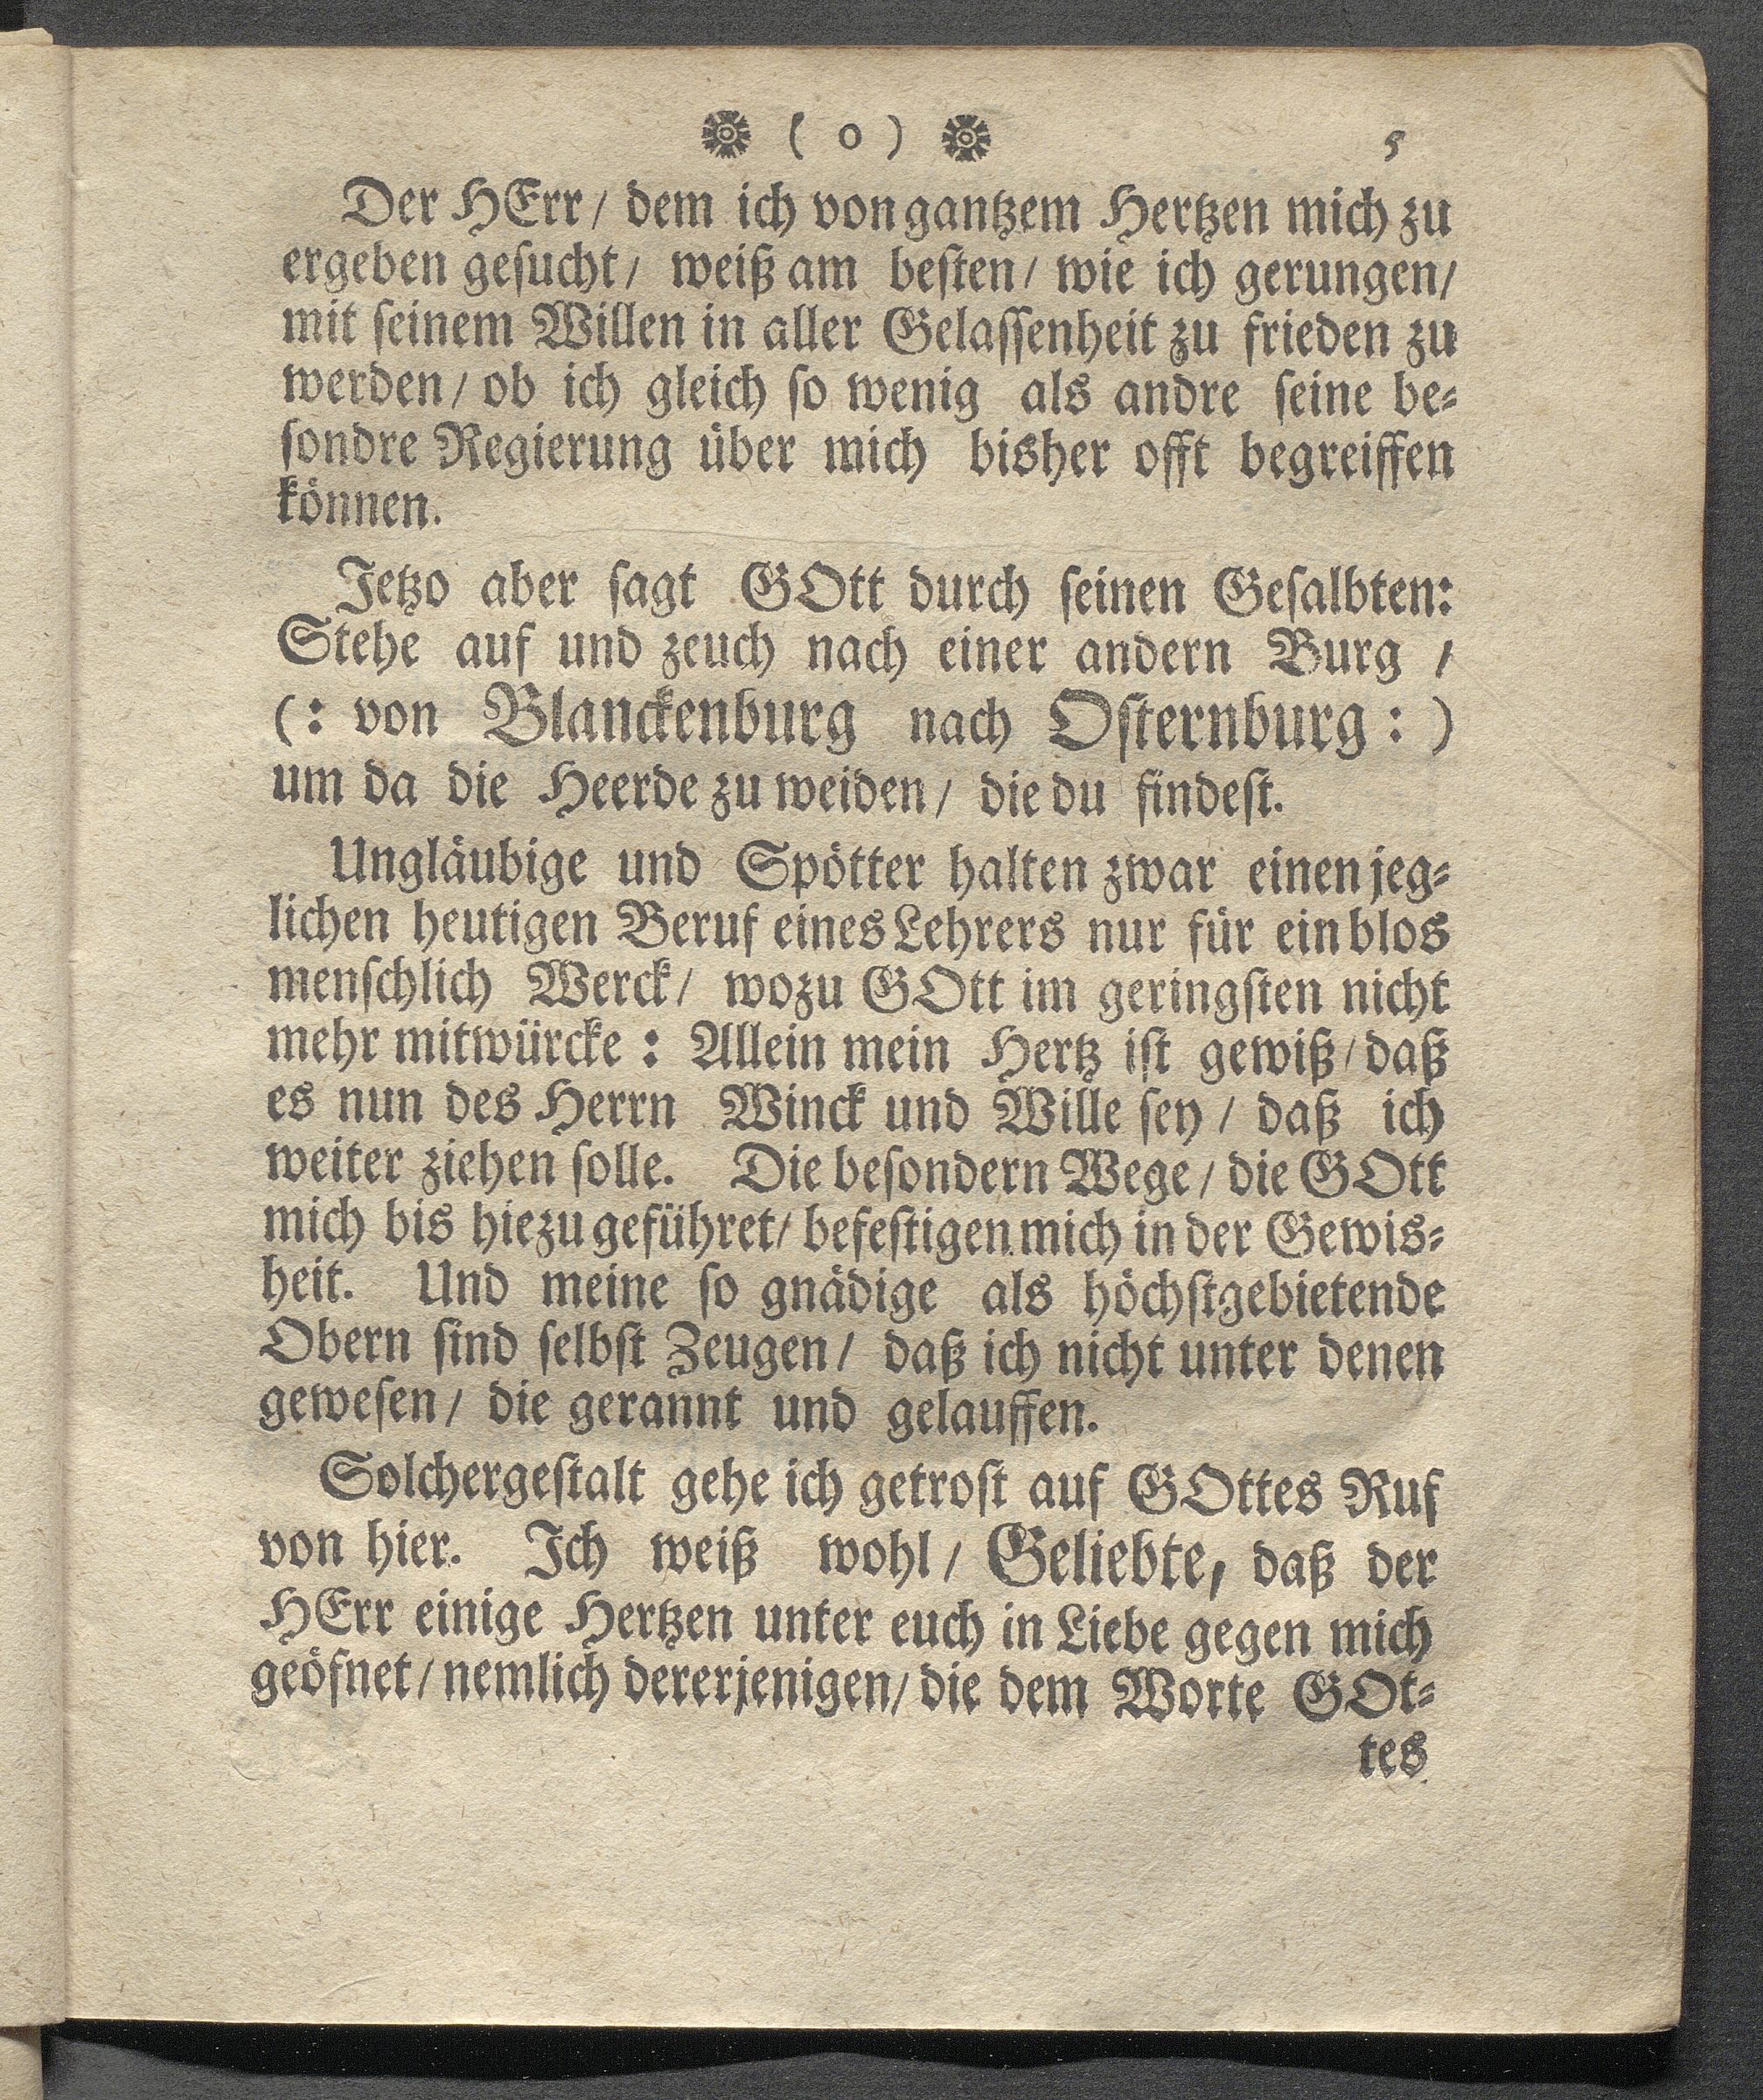 ( o ) 5
Der HErr/ dem ich von gantzem Hertzen mich zu
ergeben geſucht/ weiß am beſten/ wie ich gerungen/
mit ſeinem Willen in aller Gelaſſenheit zu frieden zu
werden/ ob ich gleich ſo wenig als andre ſeine be-
ſondre Regierung über mich bisher offt begreiffen
können.
Jetzo aber ſagt GOtt durch ſeinen Geſalbten:
Stehe auf und zeuch nach einer andern Burg /
(: von Blanckenburg nach Oſternburg : )
um da die Heerde zu weiden/ die du findeſt.
Ungläubige und Spötter halten zwar einen jeg-
lichen heutigen Beruf eines Lehrers nur für ein blos
menſchlich Werck/ wozu GOtt im geringſten nicht
mehr mitwürcke : Allein mein Hertz iſt gewiß/ daß
es nun des Herrn Winck und Wille ſey / daß ich
weiter ziehen ſolle. Die beſondern Wege/ die GOtt
mich bis hiezu geführet/ befeſtigen mich in der Gewis-
heit. Und meine ſo gnädige als höchſtgebietende
Obern ſind ſelbſt Zeugen/ daß ich nicht unter denen
geweſen/ die gerannt und gelauffen.
Solchergeſtalt gehe ich getroſt auf GOttes Ruf
von hier. Ich weiß wohl/ Geliebte, daß der
HErr einige Hertzen unter euch in Liebe gegen mich
geöfnet/ nemlich dererjenigen/ die dem Worte GOt-
tes